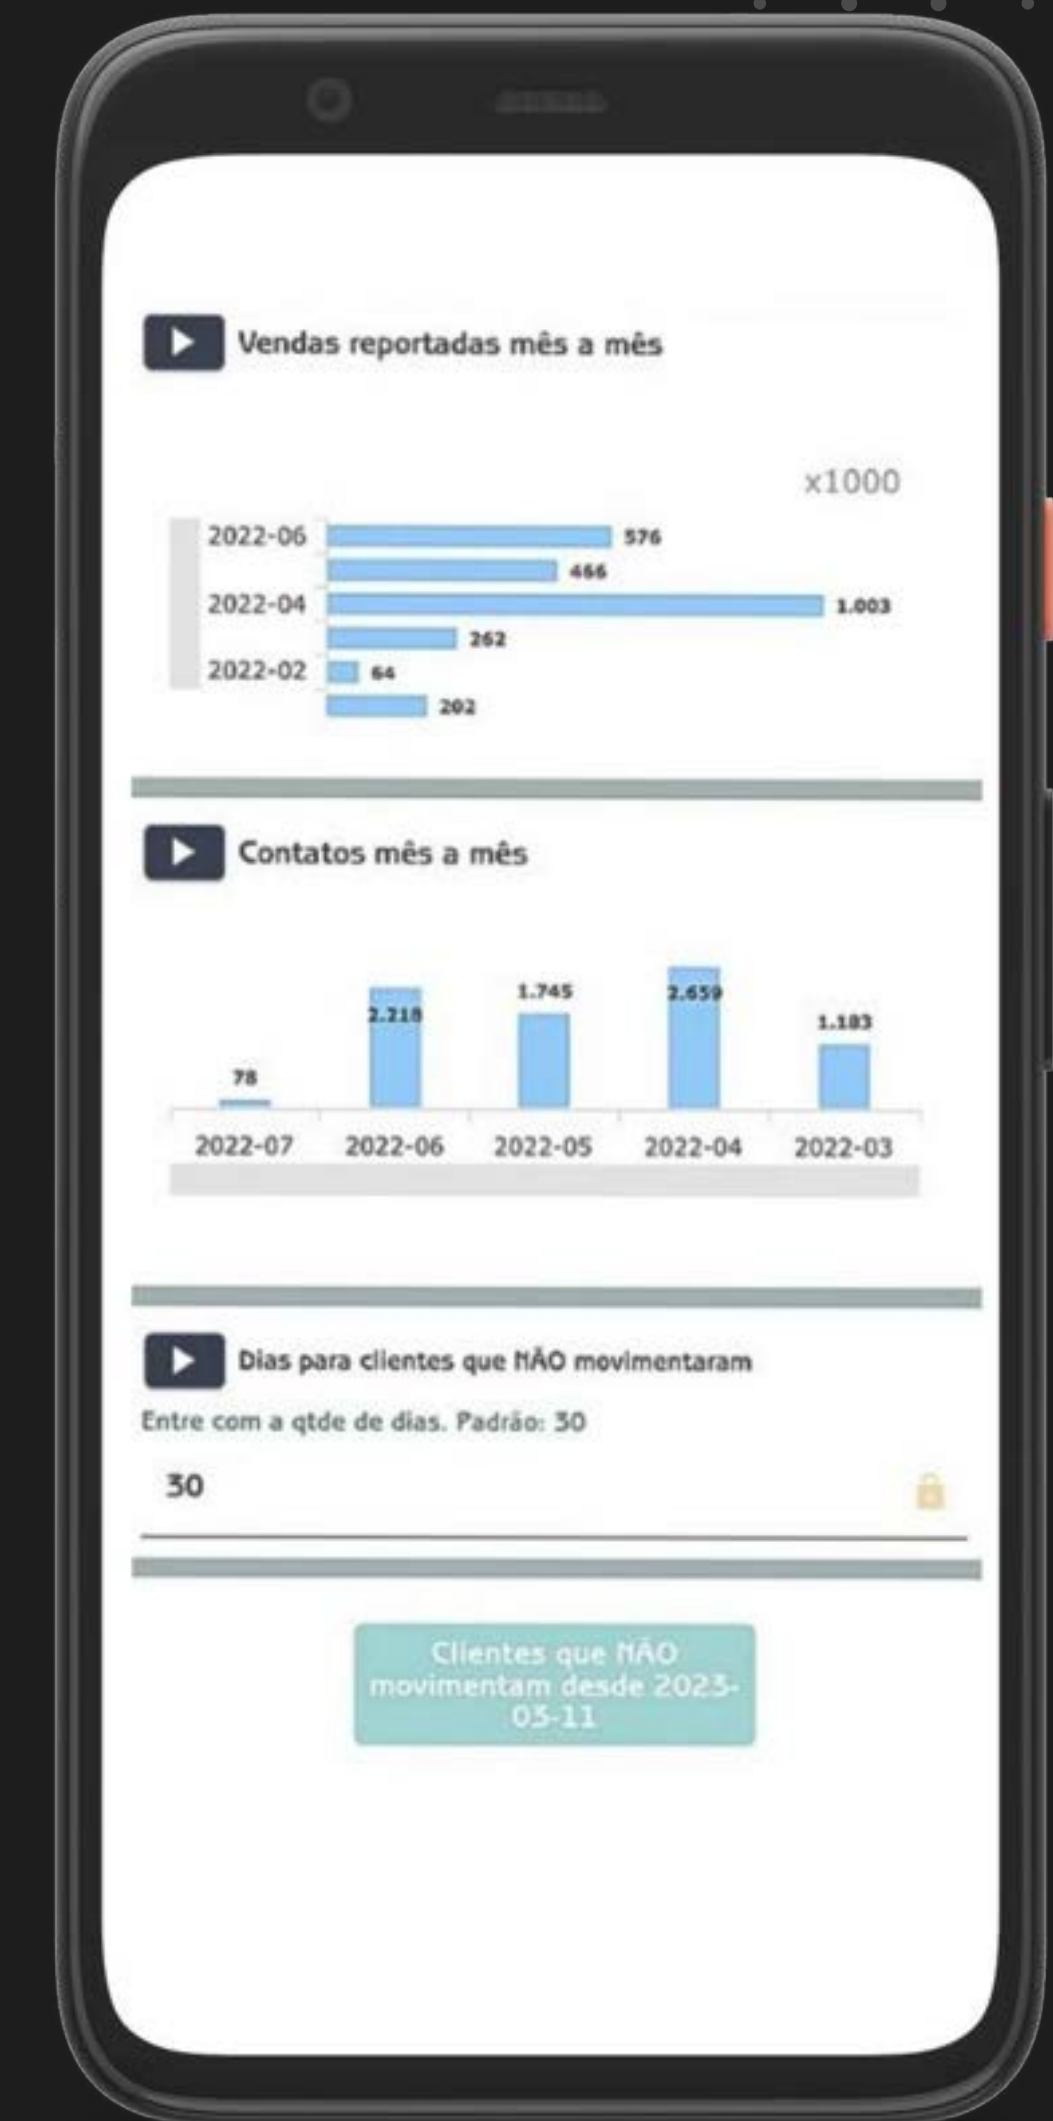 Vendas reportadas mês a mês
x1000
2022-06 576
466
2022-04 1.003
262
2022-02 64
202
Contatos mês a mês
78 2.218 1.745 2.659 1.183
2022-07 2022-06 2022-05 2022-04 2022-03
Dias para clientes que NÃO movimentaram
Entre com a qtde de dias. Padrão: 30
30
Clientes que NÃO
movimentam desde 2023-
03-11